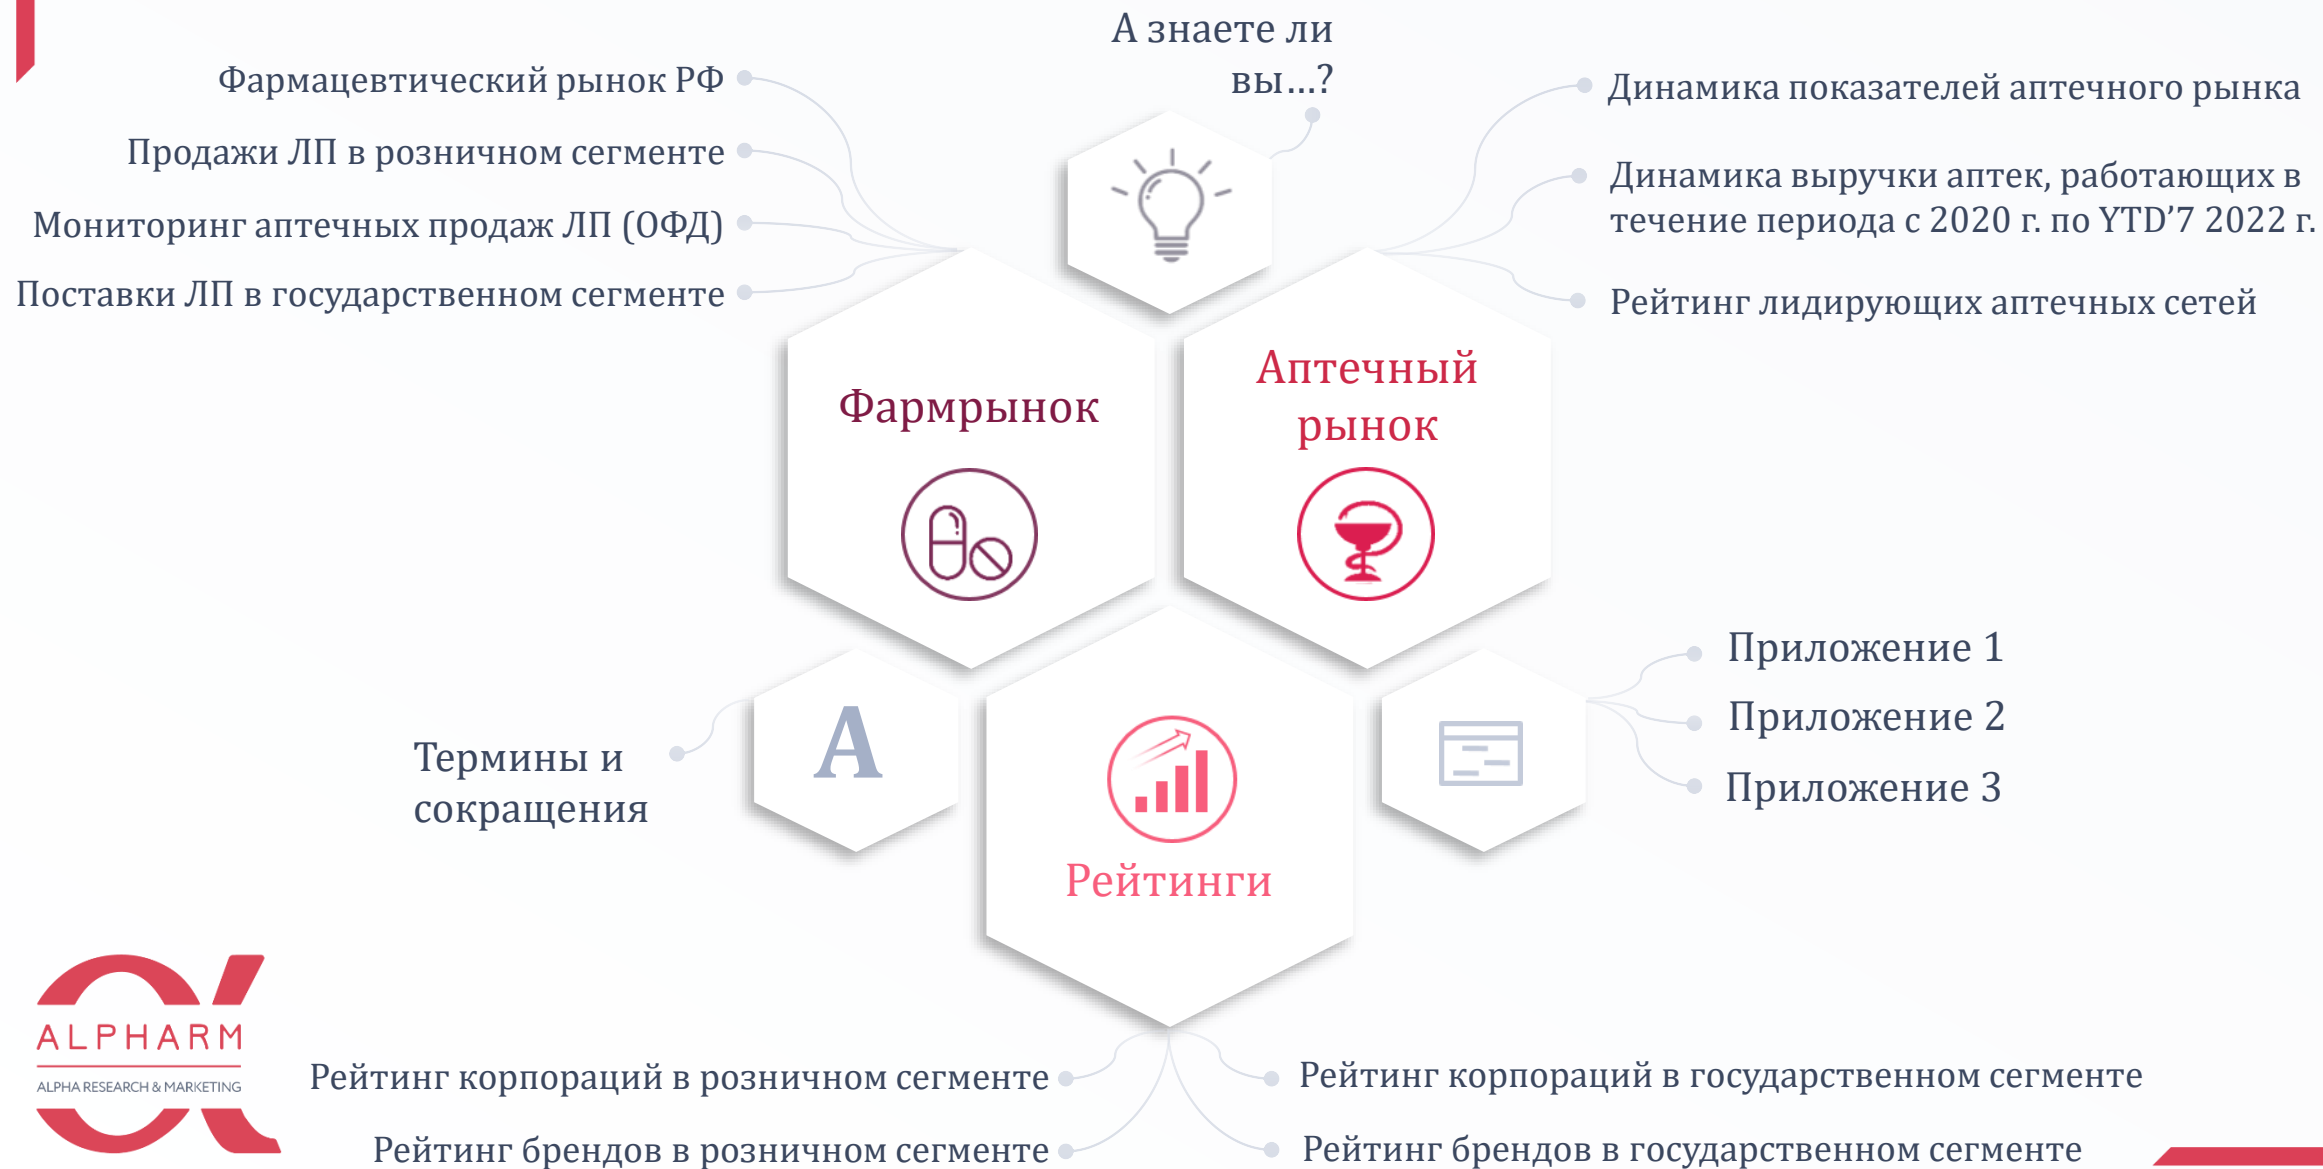 А знаете ли
вы...?
Фармацевтический рынок РФ
Продажи ЛП в розничном сегменте
Мониторинг аптечных продаж ЛП (ОФД)
Поставки ЛП в государственном сегменте
Динамика показателей аптечного рынка
Динамика выручки аптек, работающих в
течение периода с 2020 г. по YTD’7 2022 г.
Рейтинг лидирующих аптечных сетей
Фармрынок
Аптечный
рынок
Термины и
сокращения
A
Рейтинги
Приложение 1
Приложение 2
Приложение 3
ALPHARM
ALPHA RESEARCH & MARKETING
Рейтинг корпораций в розничном сегменте
Рейтинг брендов в розничном сегменте
Рейтинг корпораций в государственном сегменте
Рейтинг брендов в государственном сегменте